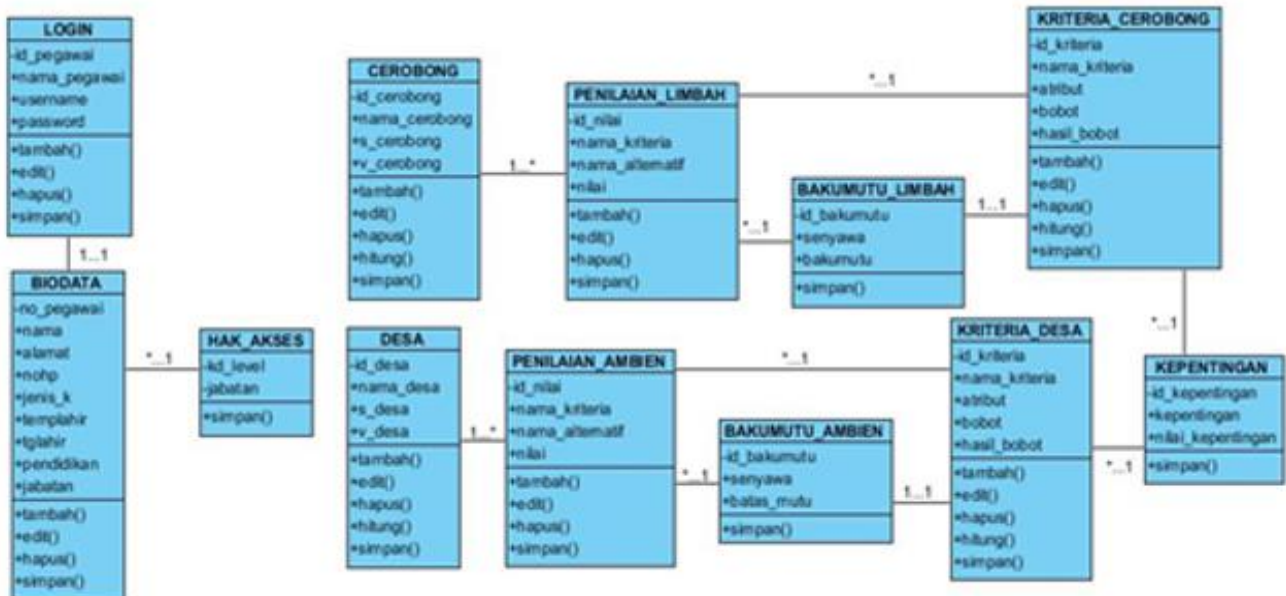 LOGIN
-id_pegawai
+nama_pegawai
+username
+password
+tambah()
+edit()
+hapus()
+simpan()
1...1
BIODATA
-no_pegawai
+nama
+alamat
+nohp
+jenis_k
+templahir
+tglahir
+pendidikan
+jabatan
+tambah()
+edit()
+hapus()
+simpan()
*...1
HAK_AKSES
-kd_level
-jabatan
+simpan()
CEROBONG
-id_cerobong
+nama_cerobong
+s_cerobong
+v_cerobong
+tambah()
+edit()
+hapus()
+hitung()
+simpan()
1...*
PENILAIAN_LIMBAH
-id_nilai
+nama_kriteria
+nama_alternatif
+nilai
+tambah()
+edit()
+hapus()
+simpan()
*...1
*...1
BAKUMUTU_LIMBAH
-id_bakumutu
+senyawa
+bakumutu
+simpan()
1...1
KRITERIA_CEROBONG
-id_kriteria
+nama_kriteria
+atribut
+bobot
+hasil_bobot
+tambah()
+edit()
+hapus()
+hitung()
+simpan()
*...1
DESA
-id_desa
+nama_desa
+s_desa
+v_desa
+tambah()
+edit()
+hapus()
+hitung()
+simpan()
1...*
PENILAIAN_AMBIEN
-id_nilai
+nama_kriteria
+nama_alternatif
+nilai
+tambah()
+edit()
+hapus()
+simpan()
*...1
*...1
BAKUMUTU_AMBIEN
-id_bakumutu
+senyawa
+batas_mutu
+simpan()
1...1
KRITERIA_DESA
-id_kriteria
+nama_kriteria
+atribut
+bobot
+hasil_bobot
+tambah()
+edit()
+hapus()
+hitung()
+simpan()
*...1
KEPENTINGAN
-id_kepentingan
+kepentingan
+nilai_kepentingan
+simpan()